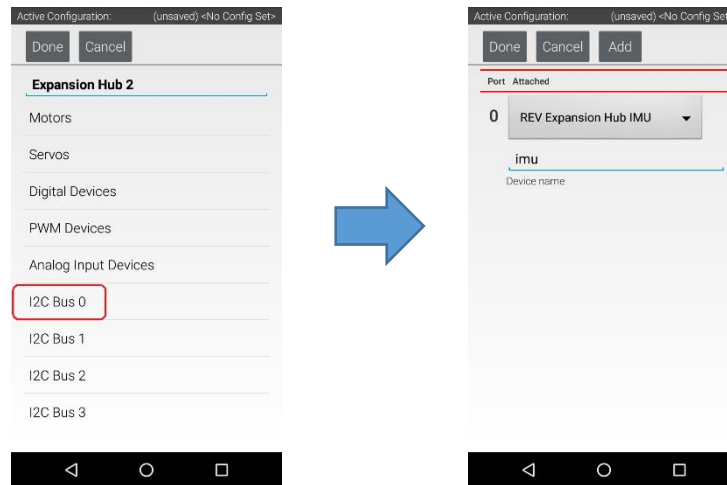 Active Configuration: (unsaved) <No Config Set>
Done Cancel
Expansion Hub 2
Motors
Servos
Digital Devices
PWM Devices
Analog Input Devices
I2C Bus 0
I2C Bus 1
I2C Bus 2
I2C Bus 3
Active Configuration: (unsaved) <No Config Set
Done Cancel Add
Port Attached
0 REV Expansion Hub IMU
imu
Device name